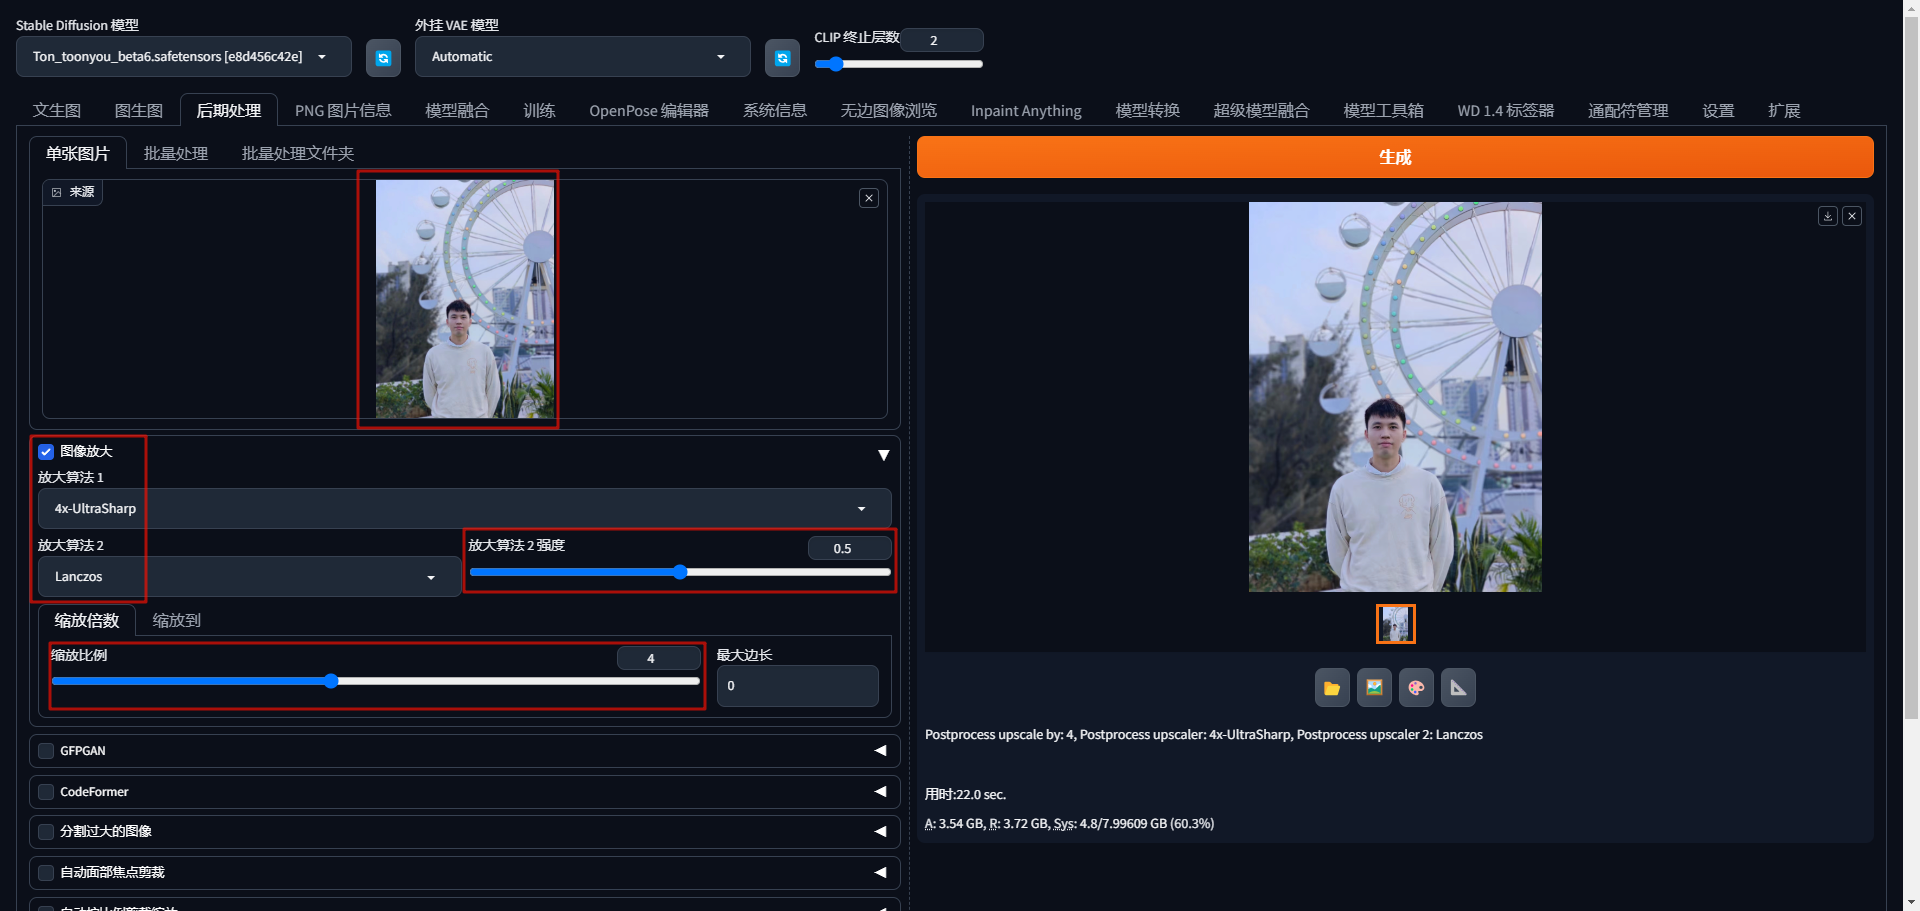 Stable Diffusion 模型
外挂 VAE 模型
CLIP 终止层数
2
Ton_toonyou_beta6.safetensors [e8d456c42e]
Automatic
文生图
图生图
后期处理
PNG 图片信息
模型融合
训练
OpenPose 编辑器
系统信息
无边图像浏览
Inpaint Anything
模型转换
超级模型融合
模型工具箱
WD 1.4 标签器
通配符管理
设置
扩展
单张图片
批量处理
批量处理文件夹
来源
图像放大
放大算法 1
4x-UltraSharp
放大算法 2
Lanczos
放大算法 2 强度
0.5
缩放倍数
缩放到
缩放比例
4
最大边长
0
GFPGAN
CodeFormer
分割过大的图像
自动面部焦点剪裁
生成
Postprocess upscale by: 4, Postprocess upscaler: 4x-UltraSharp, Postprocess upscaler 2: Lanczos
用时:22.0 sec.
A: 3.54 GB, R: 3.72 GB, Sys: 4.8/7.99609 GB (60.3%)